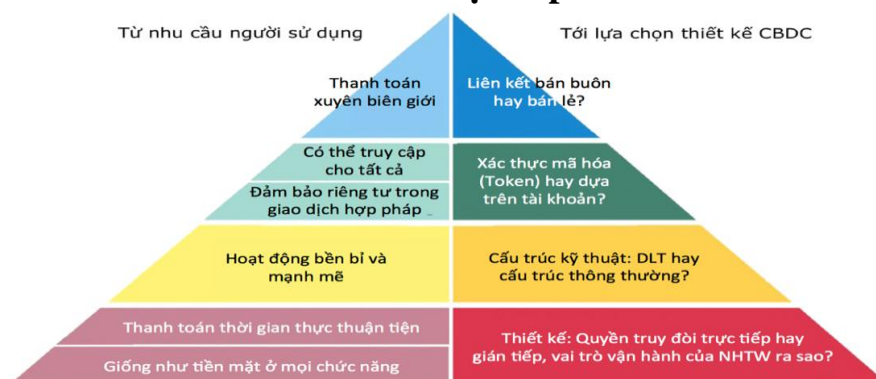 Từ nhu cầu người sử dụng
Tới lựa chọn thiết kế CBDC
Thanh toán
xuyên biên giới
Liên kết bán buôn
hay bán lẻ?
Có thể truy cập
cho tất cả
Đảm bảo riêng tư trong
giao dịch hợp pháp
Xác thực mã hóa
(Token) hay dựa
trên tài khoản?
Hoạt động bền bỉ và
mạnh mẽ
Cấu trúc kỹ thuật: DLT hay
cấu trúc thông thường?
Thanh toán thời gian thực thuận tiện
Giống như tiền mặt ở mọi chức năng
Thiết kế: Quyền truy đòi trực tiếp hay
gián tiếp, vai trò vận hành của NHTW ra sao?